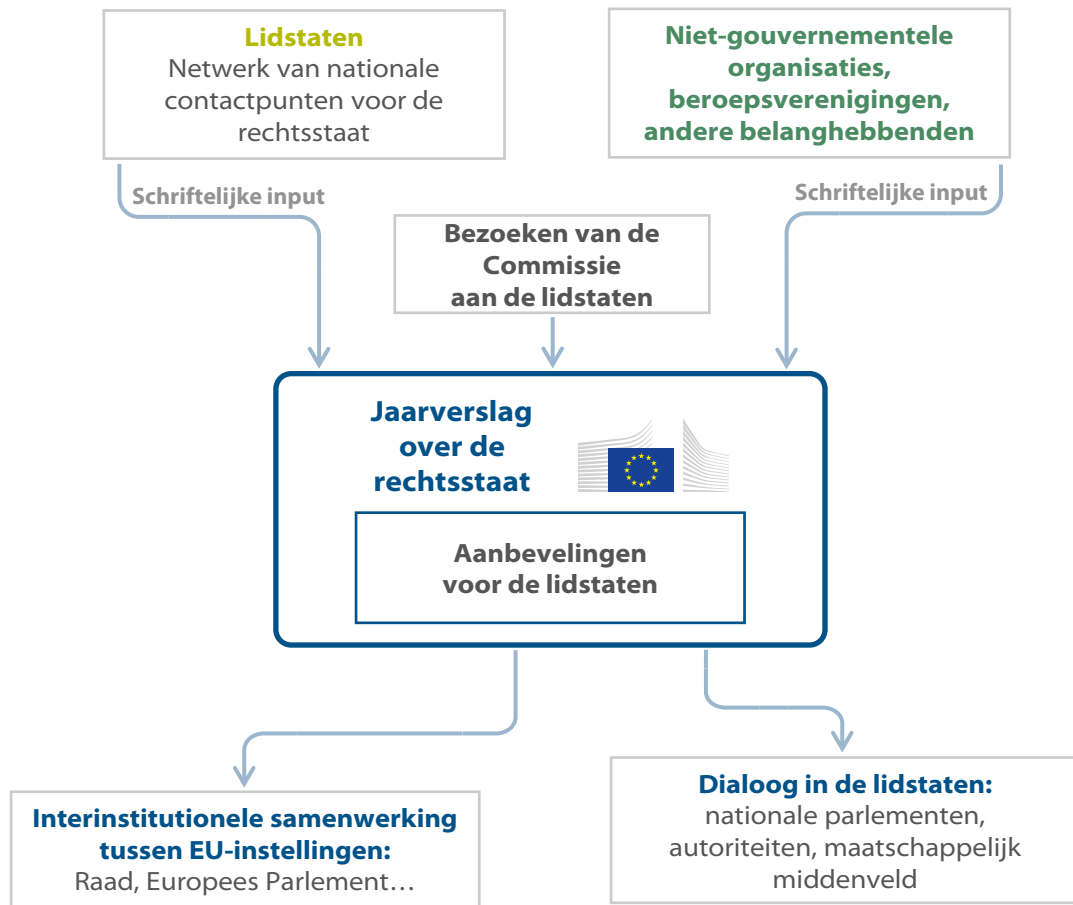 Lidstaten
Netwerk van nationale
contactpunten voor de
rechtsstaat
Niet-gouvernementele
organisaties,
beroepsverenigingen,
andere belanghebbenden
Schriftelijke input
Schriftelijke input
Bezoeken van de
Commissie
aan de lidstaten
Jaarverslag
over de
rechtsstaat
Aanbevelingen
voor de lidstaten
Interinstitutionele samenwerking
tussen EU-instellingen:
Raad, Europees Parlement…
Dialoog in de lidstaten:
nationale parlementen,
autoriteiten, maatschappelijk
middenveld